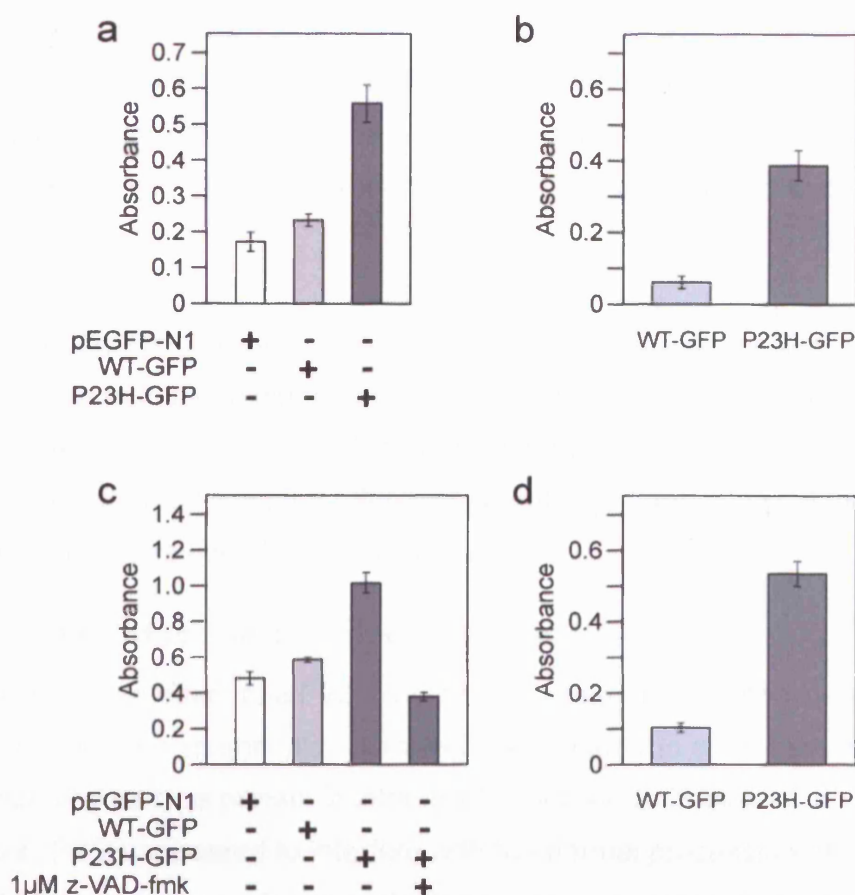 a
0.7
0.6
0.5
0.4
0.3
0.2
0.1
0
Absorbance
pEGFP-N1 + - -
WT-GFP - + -
P23H-GFP - - +
b
0.6
0.4
0.2
0
Absorbance
WT-GFP P23H-GFP
c
1.4
1.2
1.0
0.8
0.6
0.4
0.2
0
Absorbance
pEGFP-N1 + - - -
WT-GFP - + - -
P23H-GFP - - + +
1µM z-VAD-fmk - - - +
d
0.6
0.4
0.2
0
Absorbance
WT-GFP P23H-GFP